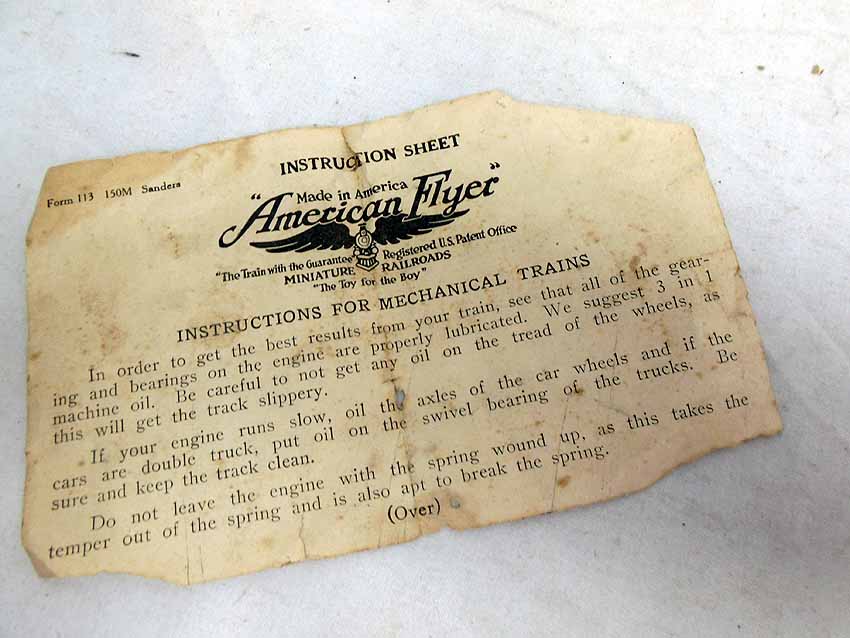 INSTRUCTION SHEET
Form 113 150M Sanders
Made in America
"American Flyer"
"The Train with the Guarantee" Registered U.S. Patent Office
MINIATURE RAILROADS
"The Toy for the Boy"
INSTRUCTIONS FOR MECHANICAL TRAINS
In order to get the best results from your train, see that all of the gear-
ing and bearings on the engine are properly lubricated. We suggest 3 in 1
machine oil. Be careful to not get any oil on the tread of the wheels, as
this will get the track slippery.
If your engine runs slow, oil the axles of the car wheels and if the
cars are double truck, put oil on the swivel bearing of the trucks. Be
sure and keep the track clean.
Do not leave the engine with the spring wound up, as this takes the
temper out of the spring and is also apt to break the spring.
(Over)